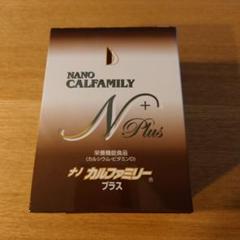 NANO
CALFAMILY
N+
Plus
栄養機能食品
(カルシウム・ビタミンD)
ナノ カルファミリー®
プラス